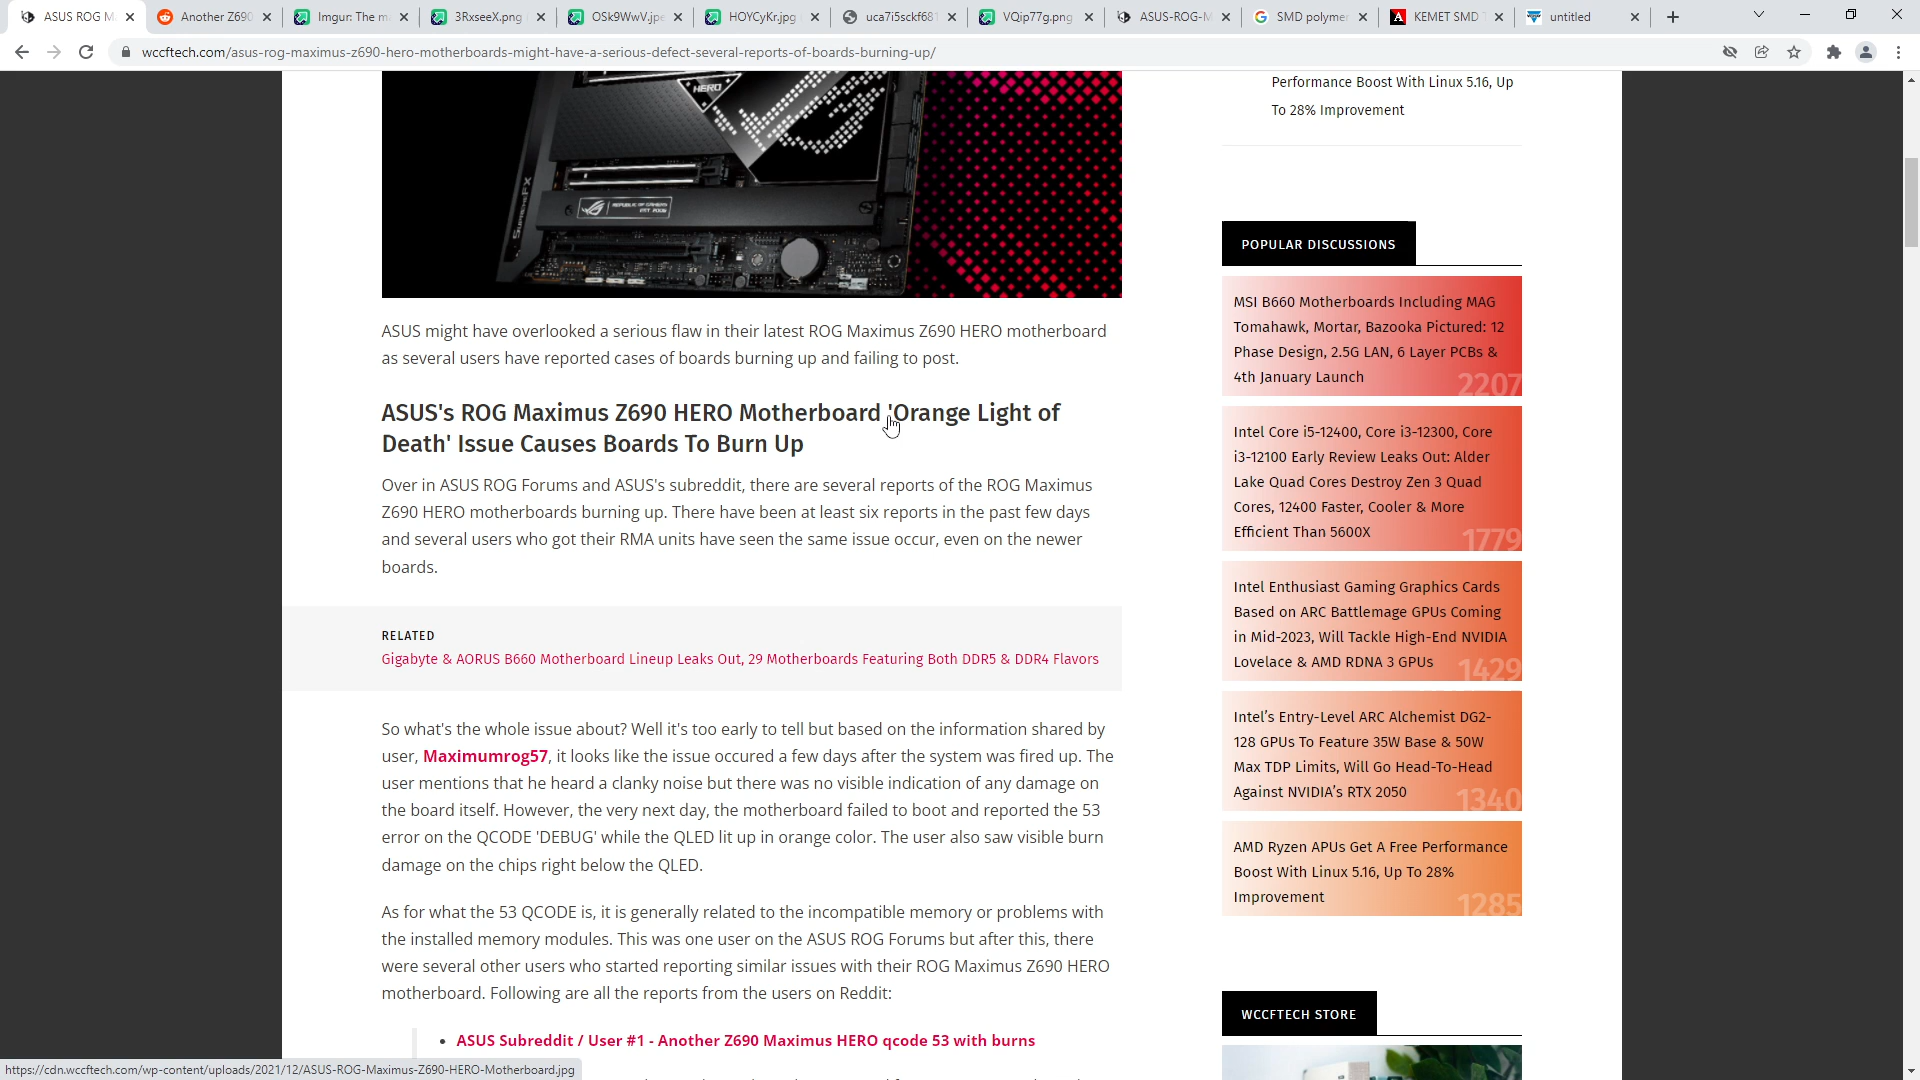 ASUS ROG M
Another Z690
Imgur: The m
3RxseeX.png
OSk9WwV.jpe
HOYCyKr.jpg
uca7i5sckf681
VQip77g.png
ASUS-ROG-M
SMD polymer
KEMET SMD T
untitled
wccftech.com/asus-rog-maximus-z690-hero-motherboards-might-have-a-serious-defect-several-reports-of-boards-burning-up/
HERO
SupremeFX
REPUBLIC OF GAMERS
EST 2006
ASUS might have overlooked a serious flaw in their latest ROG Maximus Z690 HERO motherboard
as several users have reported cases of boards burning up and failing to post.
ASUS's ROG Maximus Z690 HERO Motherboard 'Orange Light of
Death' Issue Causes Boards To Burn Up
Over in ASUS ROG Forums and ASUS's subreddit, there are several reports of the ROG Maximus
Z690 HERO motherboards burning up. There have been at least six reports in the past few days
and several users who got their RMA units have seen the same issue occur, even on the newer
boards.
RELATED
Gigabyte & AORUS B660 Motherboard Lineup Leaks Out, 29 Motherboards Featuring Both DDR5 & DDR4 Flavors
So what's the whole issue about? Well it's too early to tell but based on the information shared by
user, Maximumrog57, it looks like the issue occured a few days after the system was fired up. The
user mentions that he heard a clanky noise but there was no visible indication of any damage on
the board itself. However, the very next day, the motherboard failed to boot and reported the 53
error on the QCODE 'DEBUG' while the QLED lit up in orange color. The user also saw visible burn
damage on the chips right below the QLED.
As for what the 53 QCODE is, it is generally related to the incompatible memory or problems with
the installed memory modules. This was one user on the ASUS ROG Forums but after this, there
were several other users who started reporting similar issues with their ROG Maximus Z690 HERO
motherboard. Following are all the reports from the users on Reddit:
• ASUS Subreddit / User #1 - Another Z690 Maximus HERO qcode 53 with burns
Performance Boost With Linux 5.16, Up
To 28% Improvement
POPULAR DISCUSSIONS
MSI B660 Motherboards Including MAG
Tomahawk, Mortar, Bazooka Pictured: 12
Phase Design, 2.5G LAN, 6 Layer PCBs &
4th January Launch
2207
Intel Core i5-12400, Core i3-12300, Core
i3-12100 Early Review Leaks Out: Alder
Lake Quad Cores Destroy Zen 3 Quad
Cores, 12400 Faster, Cooler & More
Efficient Than 5600X
1779
Intel Enthusiast Gaming Graphics Cards
Based on ARC Battlemage GPUs Coming
in Mid-2023, Will Tackle High-End NVIDIA
Lovelace & AMD RDNA 3 GPUs
1429
Intel's Entry-Level ARC Alchemist DG2-
128 GPUs To Feature 35W Base & 50W
Max TDP Limits, Will Go Head-To-Head
Against NVIDIA's RTX 2050
1340
AMD Ryzen APUs Get A Free Performance
Boost With Linux 5.16, Up To 28%
Improvement
1285
WCCFTECH STORE
https://cdn.wccftech.com/wp-content/uploads/2021/12/ASUS-ROG-Maximus-Z690-HERO-Motherboard.jpg